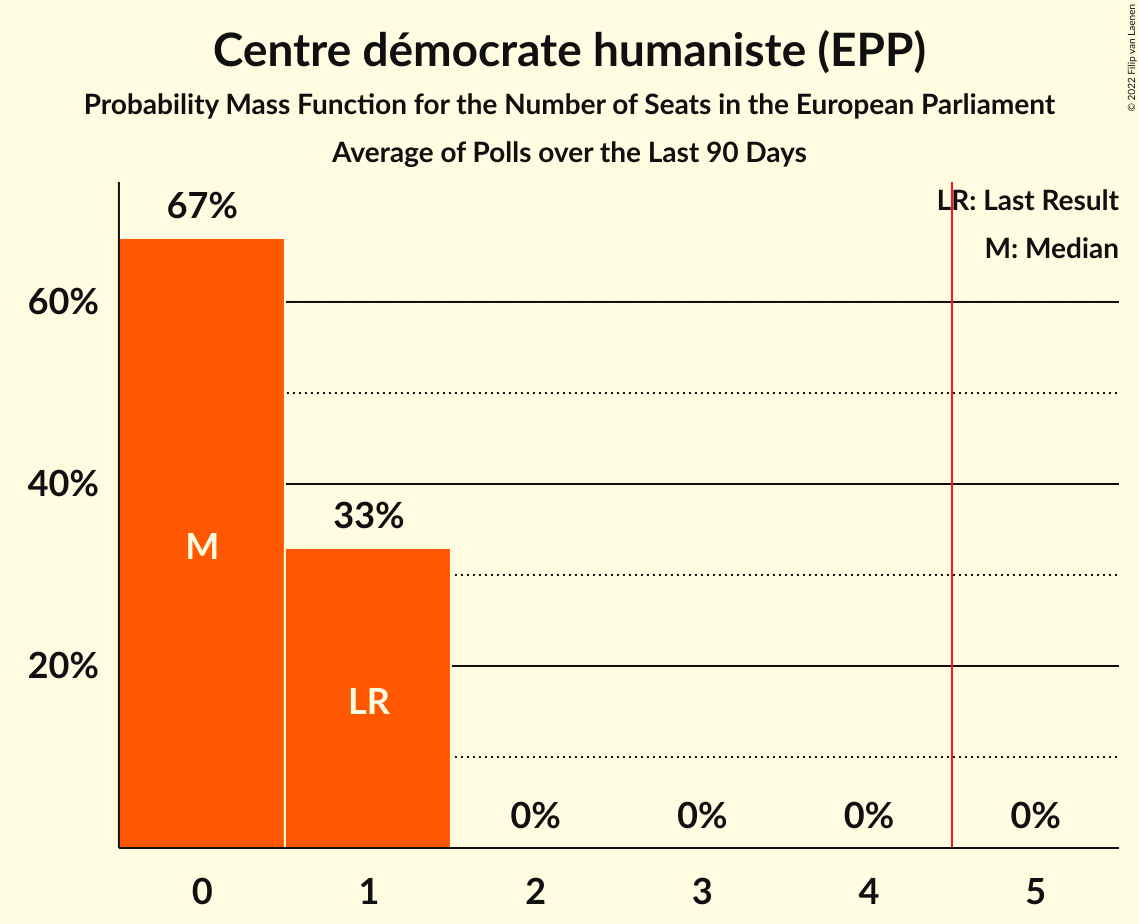 Centre démocrate humaniste (EPP)
Probability Mass Function for the Number of Seats in the European Parliament
Average of Polls over the Last 90 Days
© 2022 Filip van Laenen
LR: Last Result
M: Median
67%
60%
40%
33%
20%
M
LR
0%
0%
0%
0%
0
1
2
3
4
5